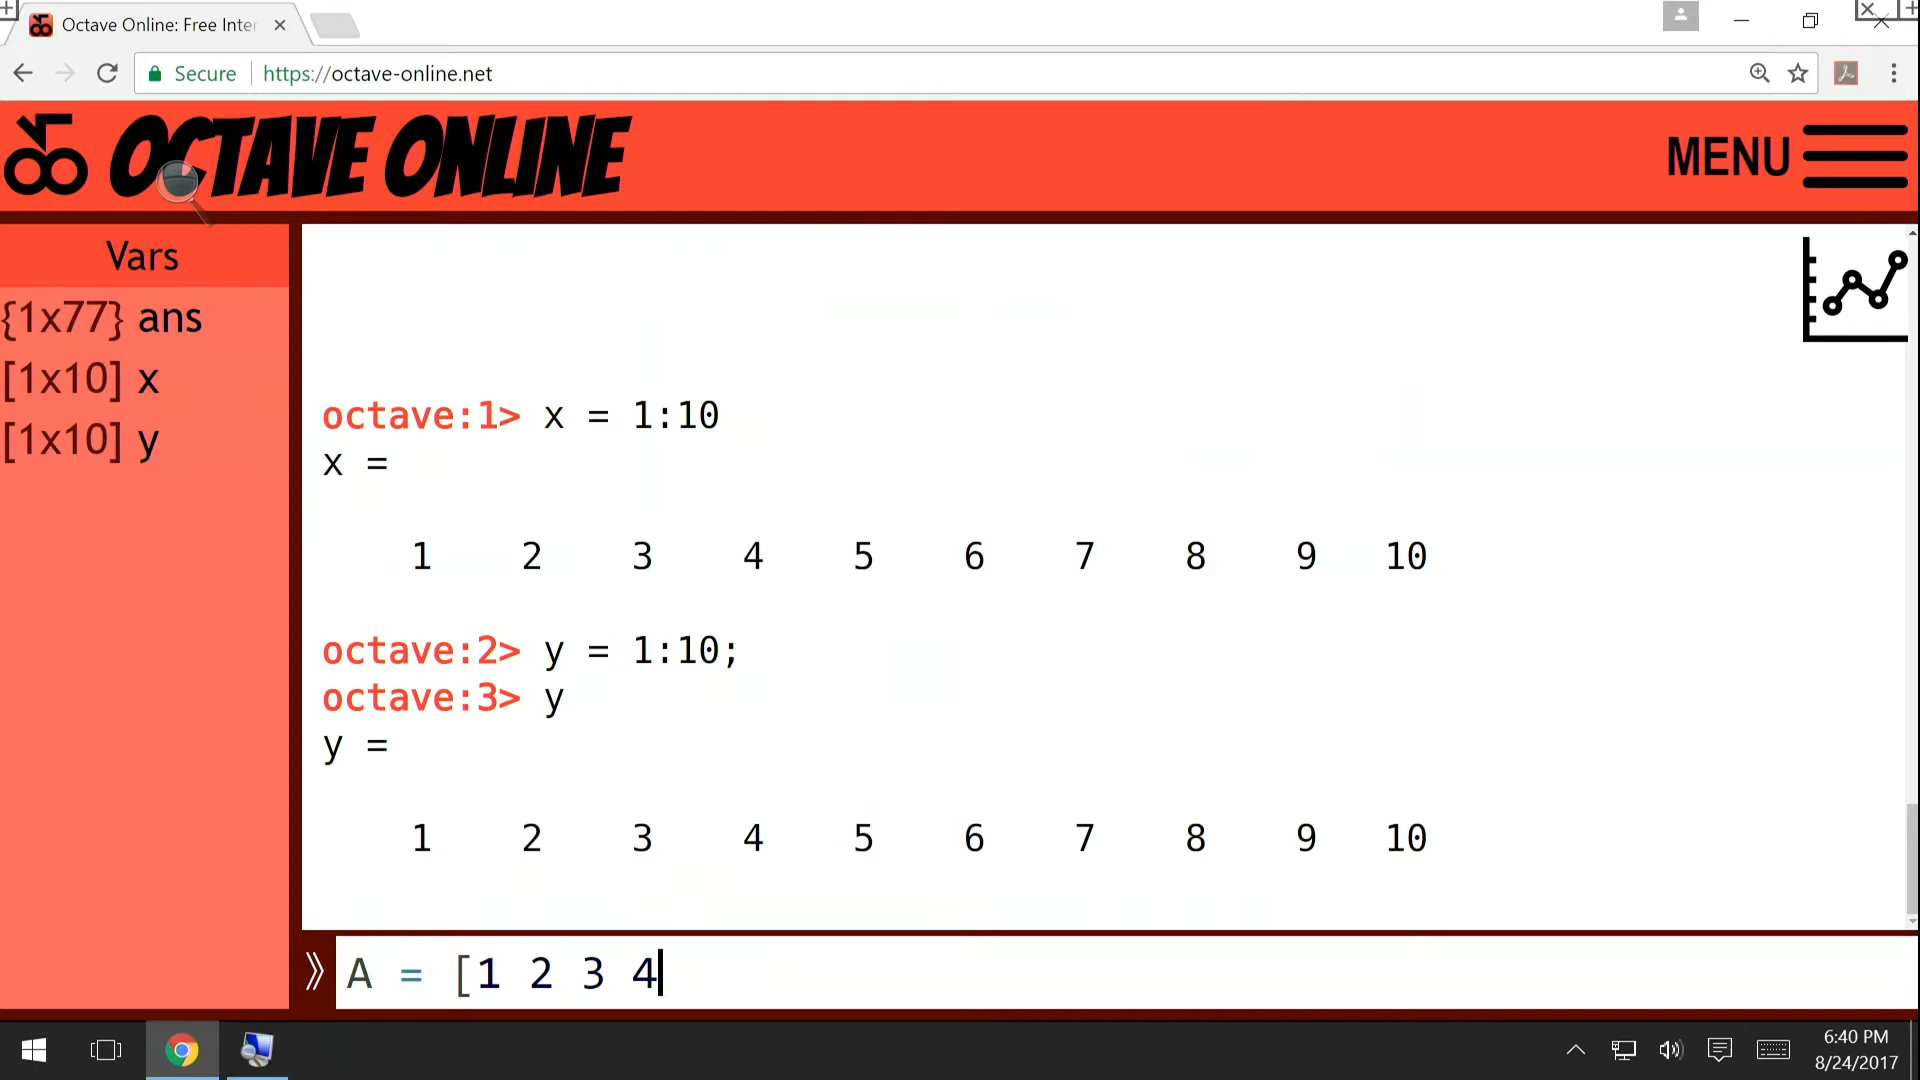 Octave Online: Free Inter
Secure https://octave-online.net
OCTAVE ONLINE
MENU
Vars
{1x77} ans
[1x10] x
[1x10] y
octave:1> x = 1:10
x =
1 2 3 4 5 6 7 8 9 10
octave:2> y = 1:10;
octave:3> y
y =
1 2 3 4 5 6 7 8 9 10
» A = [1 2 3 4
6:40 PM
8/24/2017